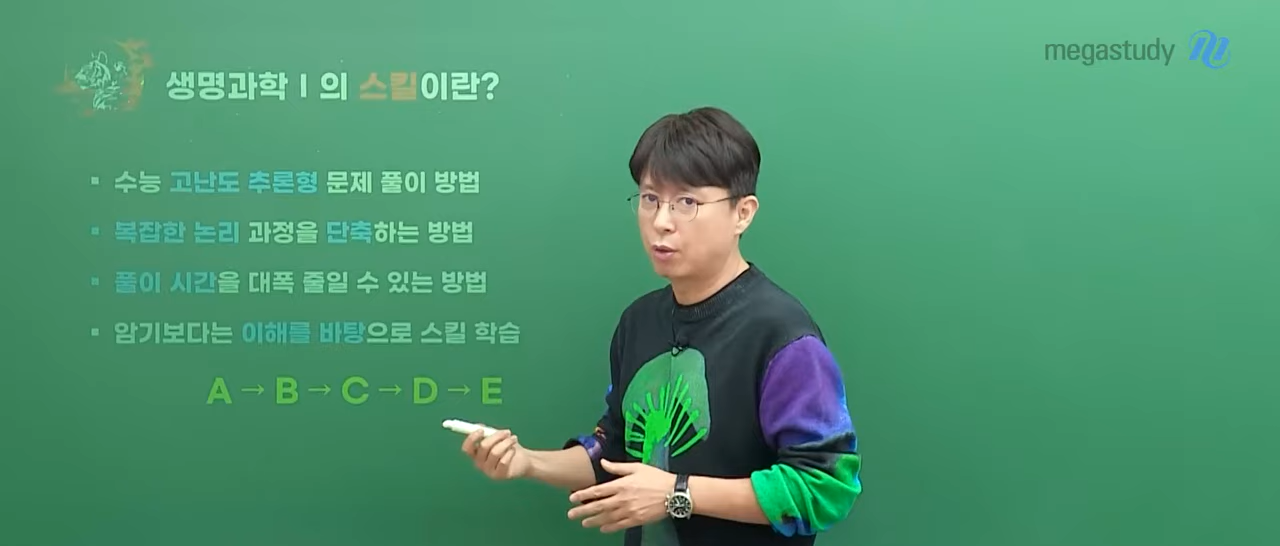 megastudy
생명과학 I 의 스킬이란?
▪ 수능 고난도 추론형 문제 풀이 방법
▪ 복잡한 논리 과정을 단축하는 방법
▪ 풀이 시간을 대폭 줄일 수 있는 방법
▪ 암기보다는 이해를 바탕으로 스킬 학습
A → B → C → D → E